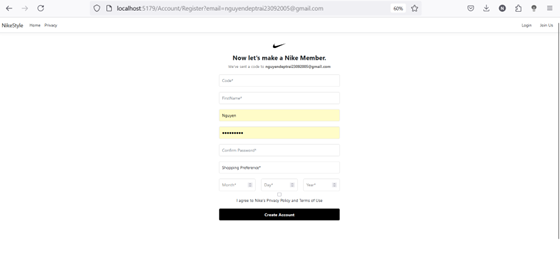 localhost:5179/Account/Register?email=nguyendeptrai23092005@gmail.com
60%
NikeStyle Home Privacy Login Join Us
Now let's make a Nike Member.
We've sent a code to nguyendeptrai23092005@gmail.com
Code*
FirstName*
Nguyen
Confirm Password*
Shopping Preference*
Month* Day* Year*
I agree to Nike's Privacy Policy and Terms of Use.
Create Account